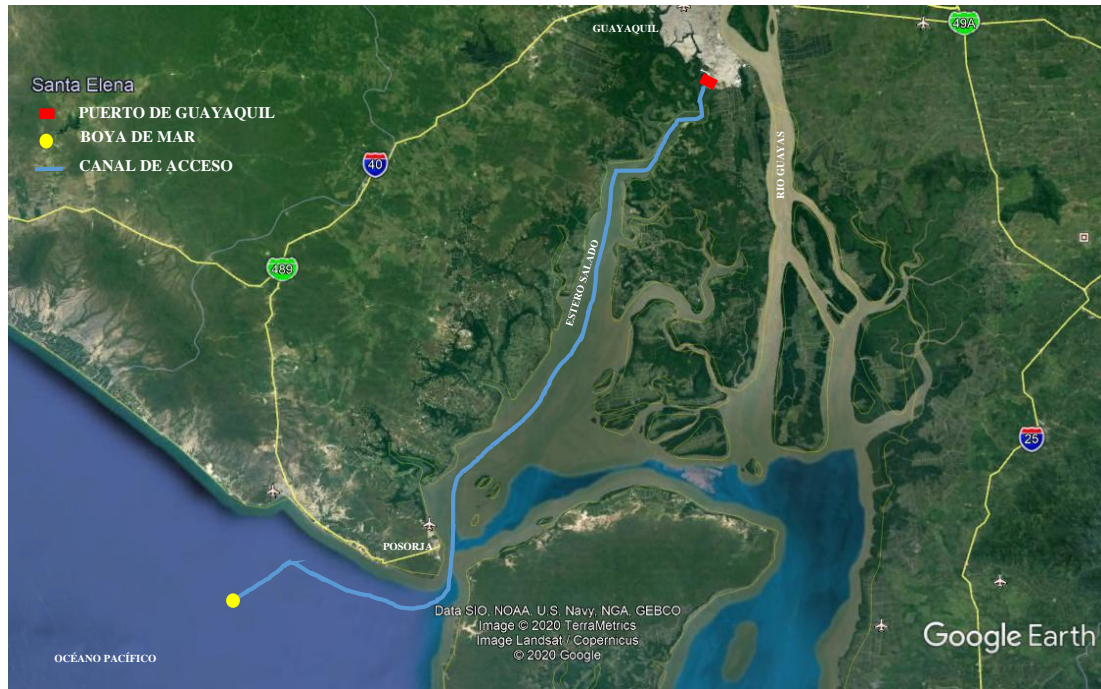 GUAYAQUIL
49A
Santa Elena
PUERTO DE GUAYAQUIL
BOYA DE MAR
CANAL DE ACCESO
40
RIO GUAYAS
489
ESTERO SALADO
25
POSORJA
Data SIO, NOAA, U.S. Navy, NGA, GEBCO
Image © 2020 TerraMetrics
Image Landsat / Copernicus
© 2020 Google
Google Earth
OCÉANO PACÍFICO